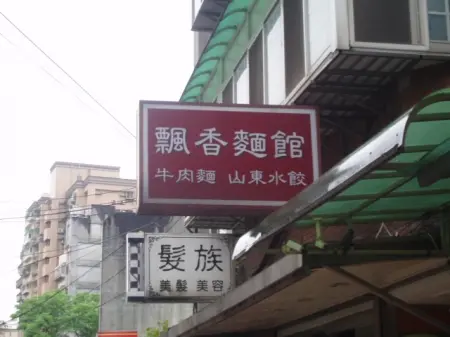 飄香麵館
牛肉麵 山東水餃
髮族
美髮 美容